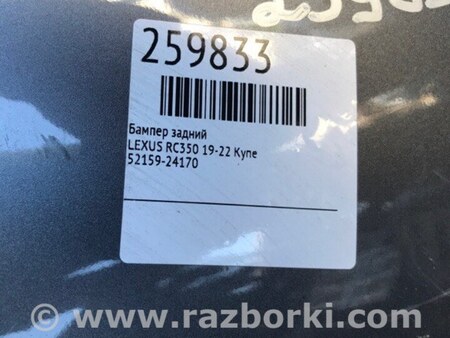 259833
Бампер задний
LEXUS RC350 19-22 Купе
52159-24170
© www.razborki.com